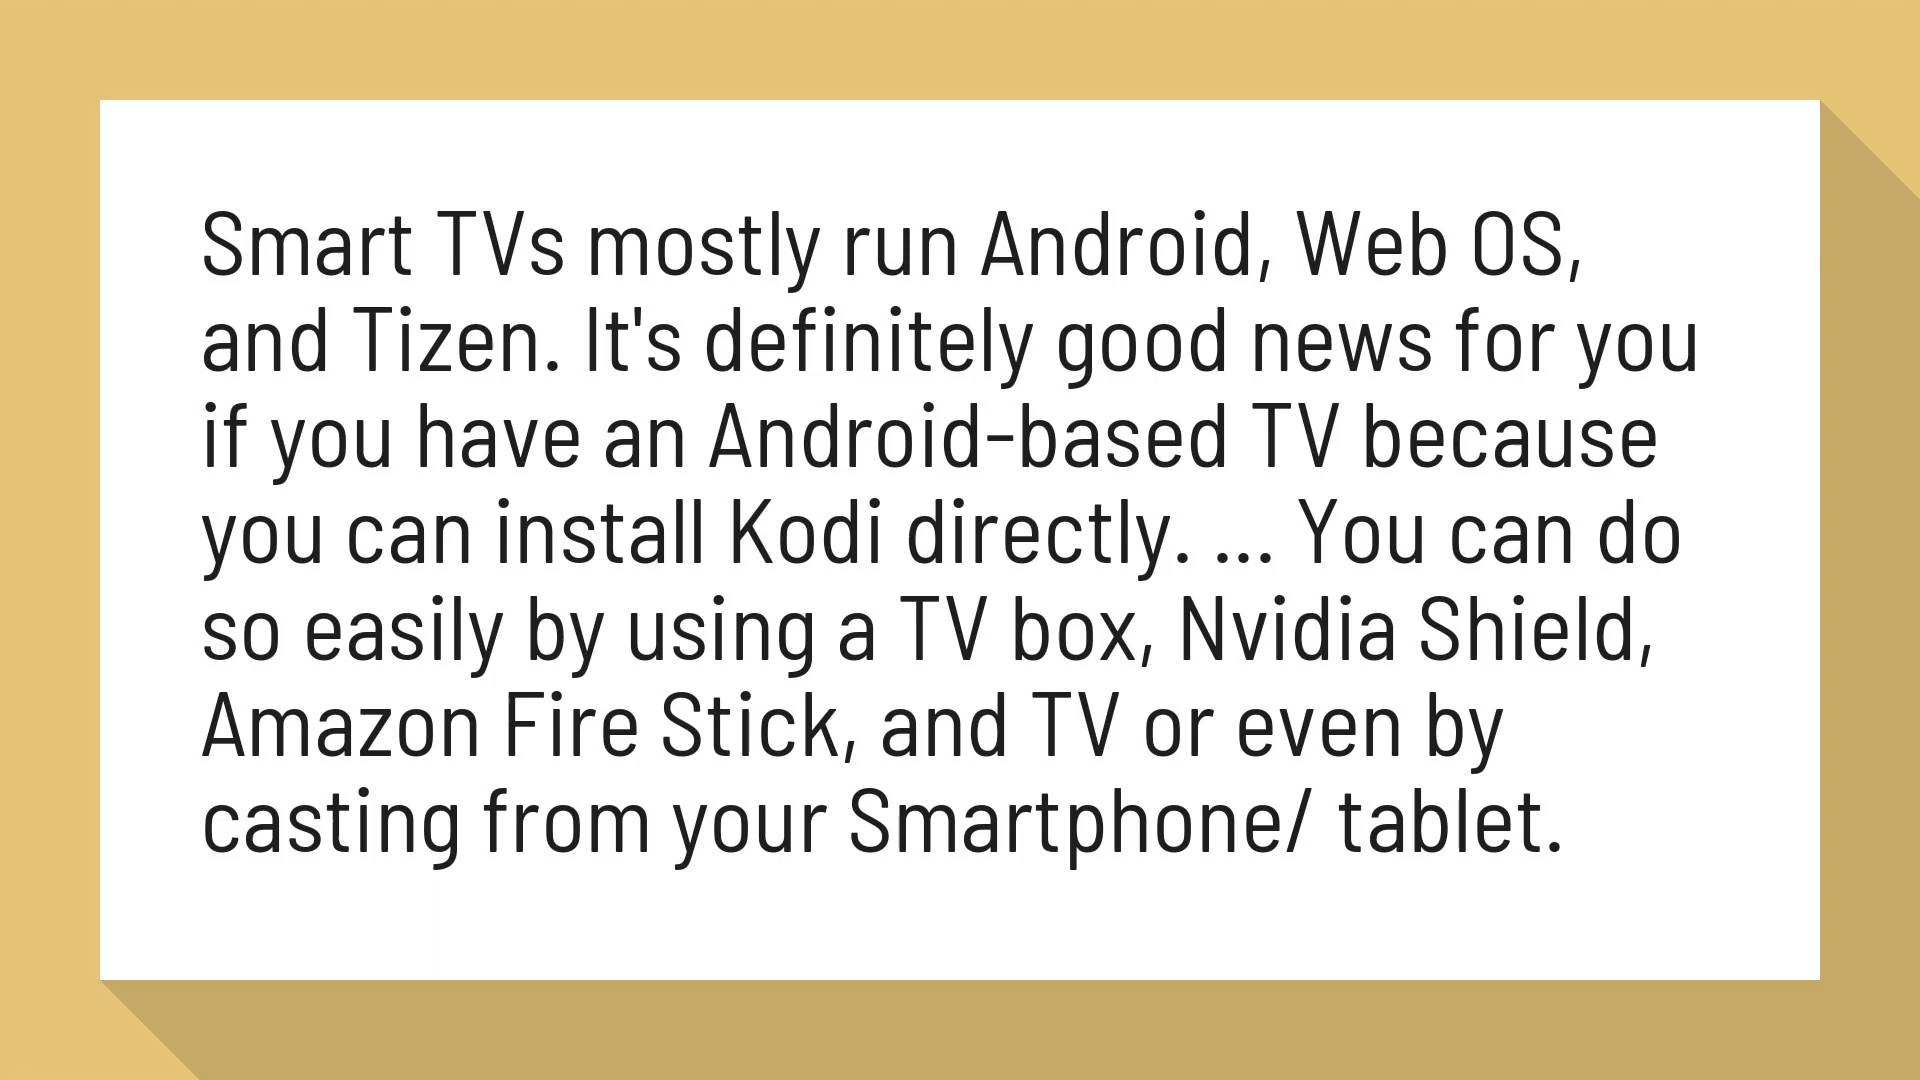 Smart TVs mostly run Android, Web OS,
and Tizen. It's definitely good news for you
if you have an Android-based TV because
you can install Kodi directly. ... You can do
so easily by using a TV box, Nvidia Shield,
Amazon Fire Stick, and TV or even by
casting from your Smartphone/ tablet.